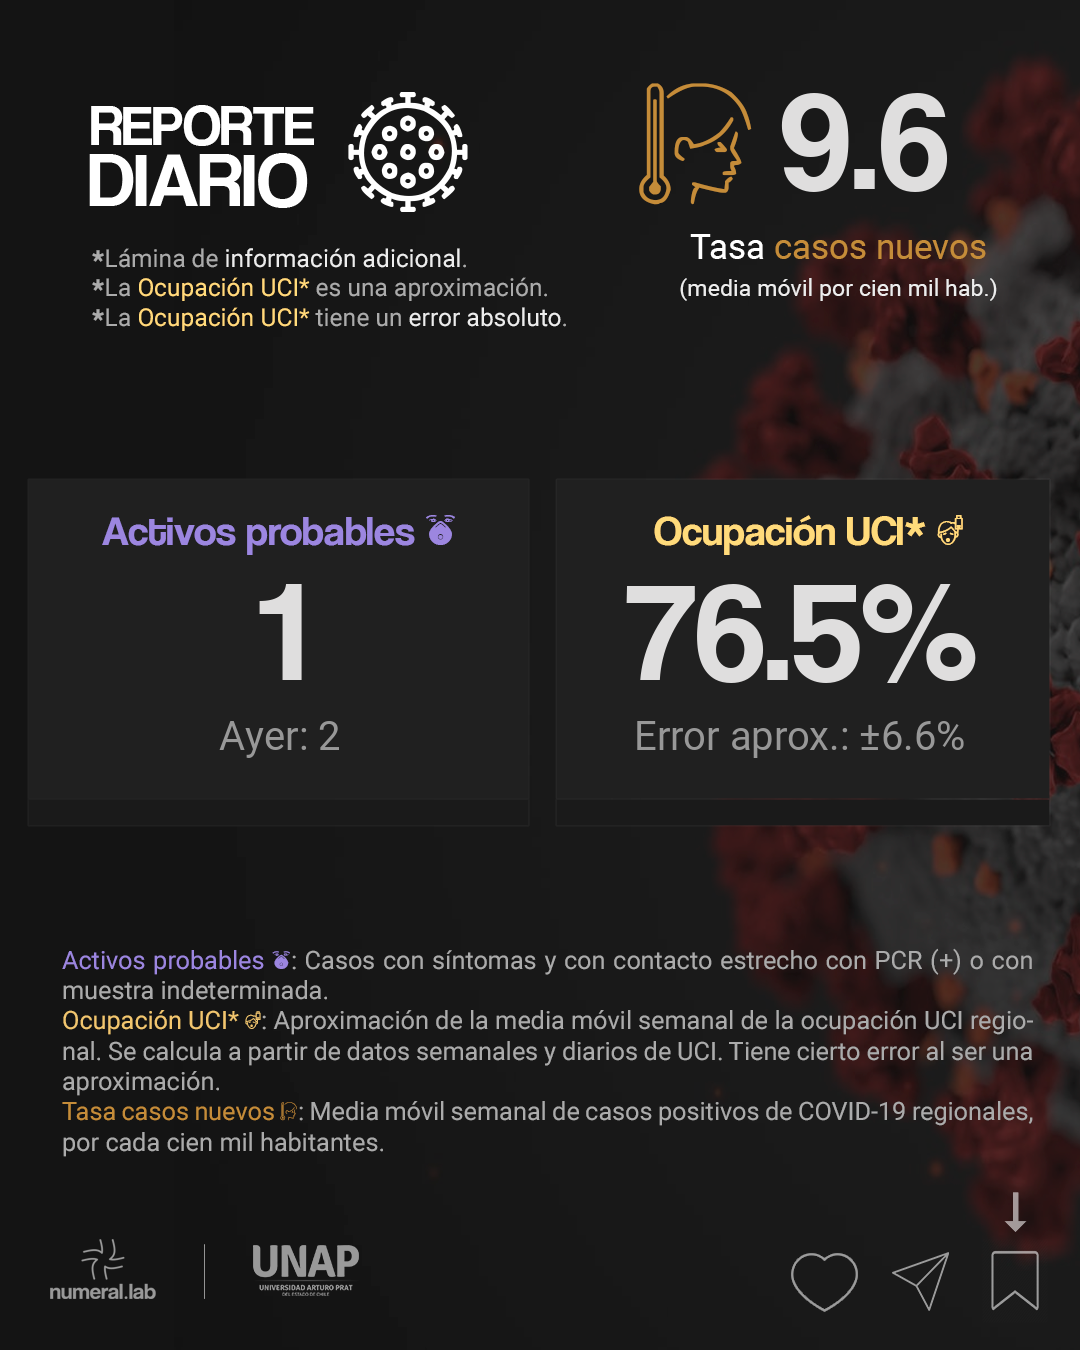 REPORTE
DIARIO
*Lámina de información adicional.
*La Ocupación UCI* es una aproximación.
*La Ocupación UCI* tiene un error absoluto.
9.6
Tasa casos nuevos
(media móvil por cien mil hab.)
Activos probables
1
Ayer: 2
Ocupación UCI*
76.5%
Error aprox.: ±6.6%
Activos probables : Casos con síntomas y con contacto estrecho con PCR (+) o con
muestra indeterminada.
Ocupación UCI* : Aproximación de la media móvil semanal de la ocupación UCI regio-
nal. Se calcula a partir de datos semanales y diarios de UCI. Tiene cierto error al ser una
aproximación.
Tasa casos nuevos : Media móvil semanal de casos positivos de COVID-19 regionales,
por cada cien mil habitantes.
numeral.lab
UNAP
UNIVERSIDAD ARTURO PRAT
DEL ESTADO DE CHILE